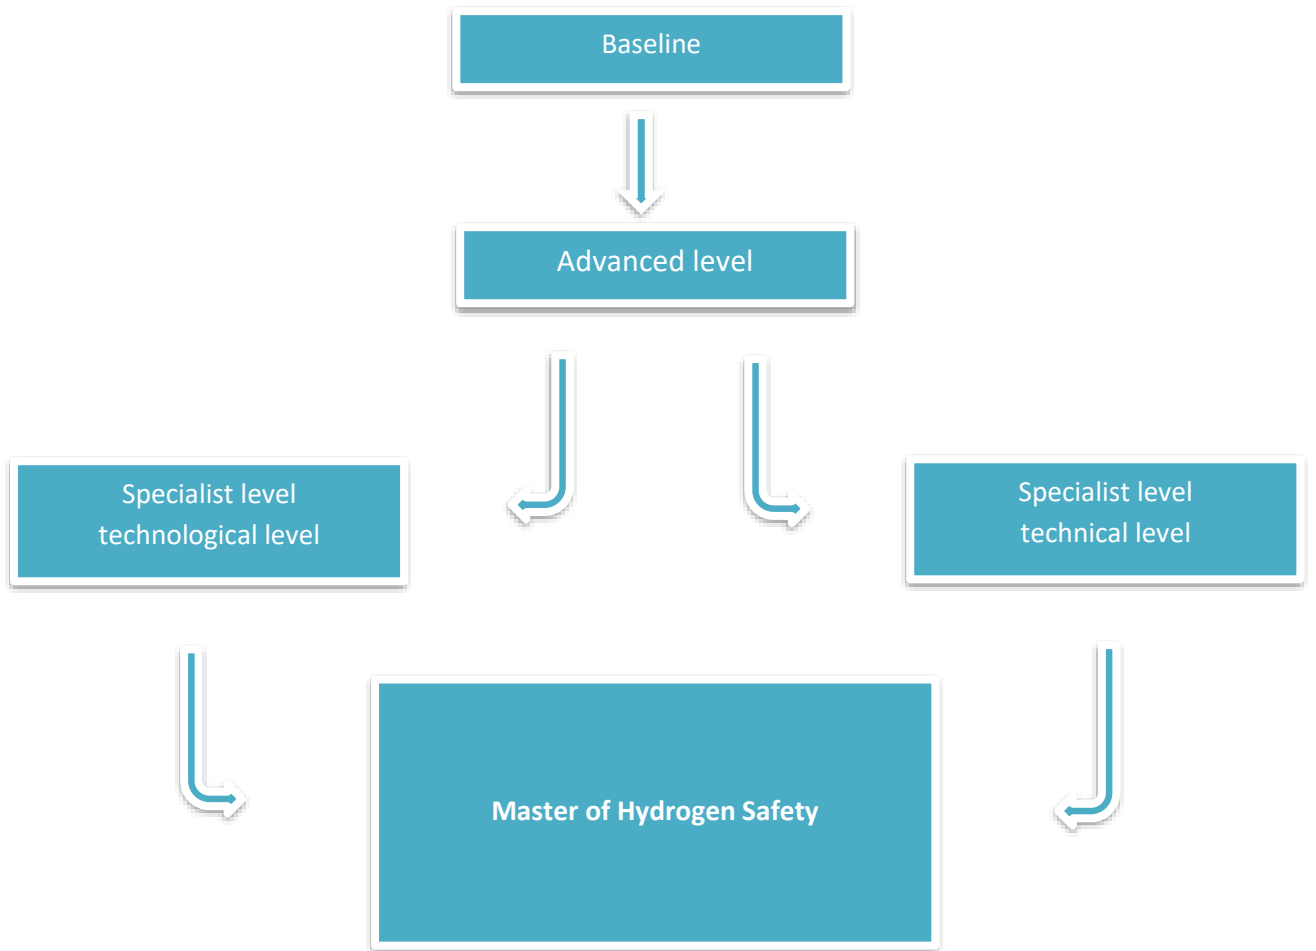 Baseline
Advanced level
Specialist level
technological level
Specialist level
technical level
Master of Hydrogen Safety